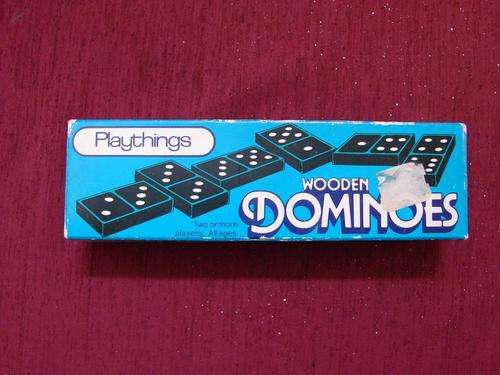 Playthings
WOODEN
DOMINOES
Two or more
players. All ages.